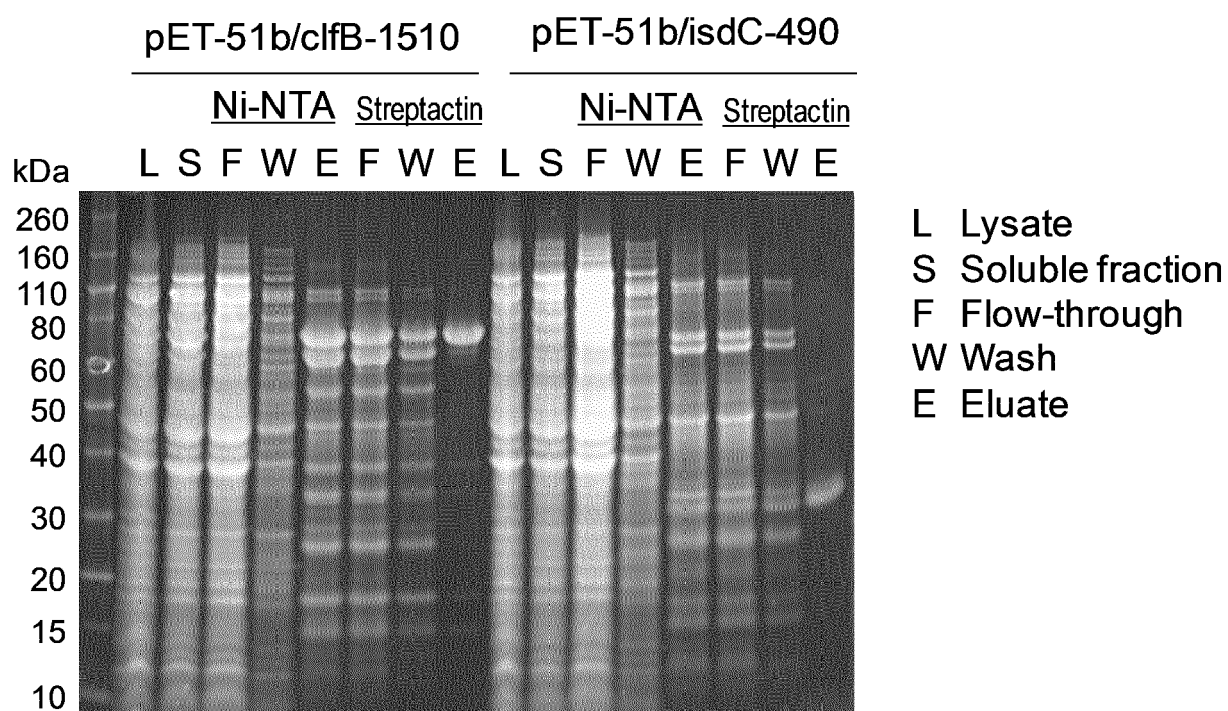 pET-51b/clfB-1510 pET-51b/isdC-490
Ni-NTA Streptactin Ni-NTA Streptactin
kDa L S F W E F W E L S F W E F W E
260
160
110
80
60
50
40
30
20
15
10
L Lysate
S Soluble fraction
F Flow-through
W Wash
E Eluate